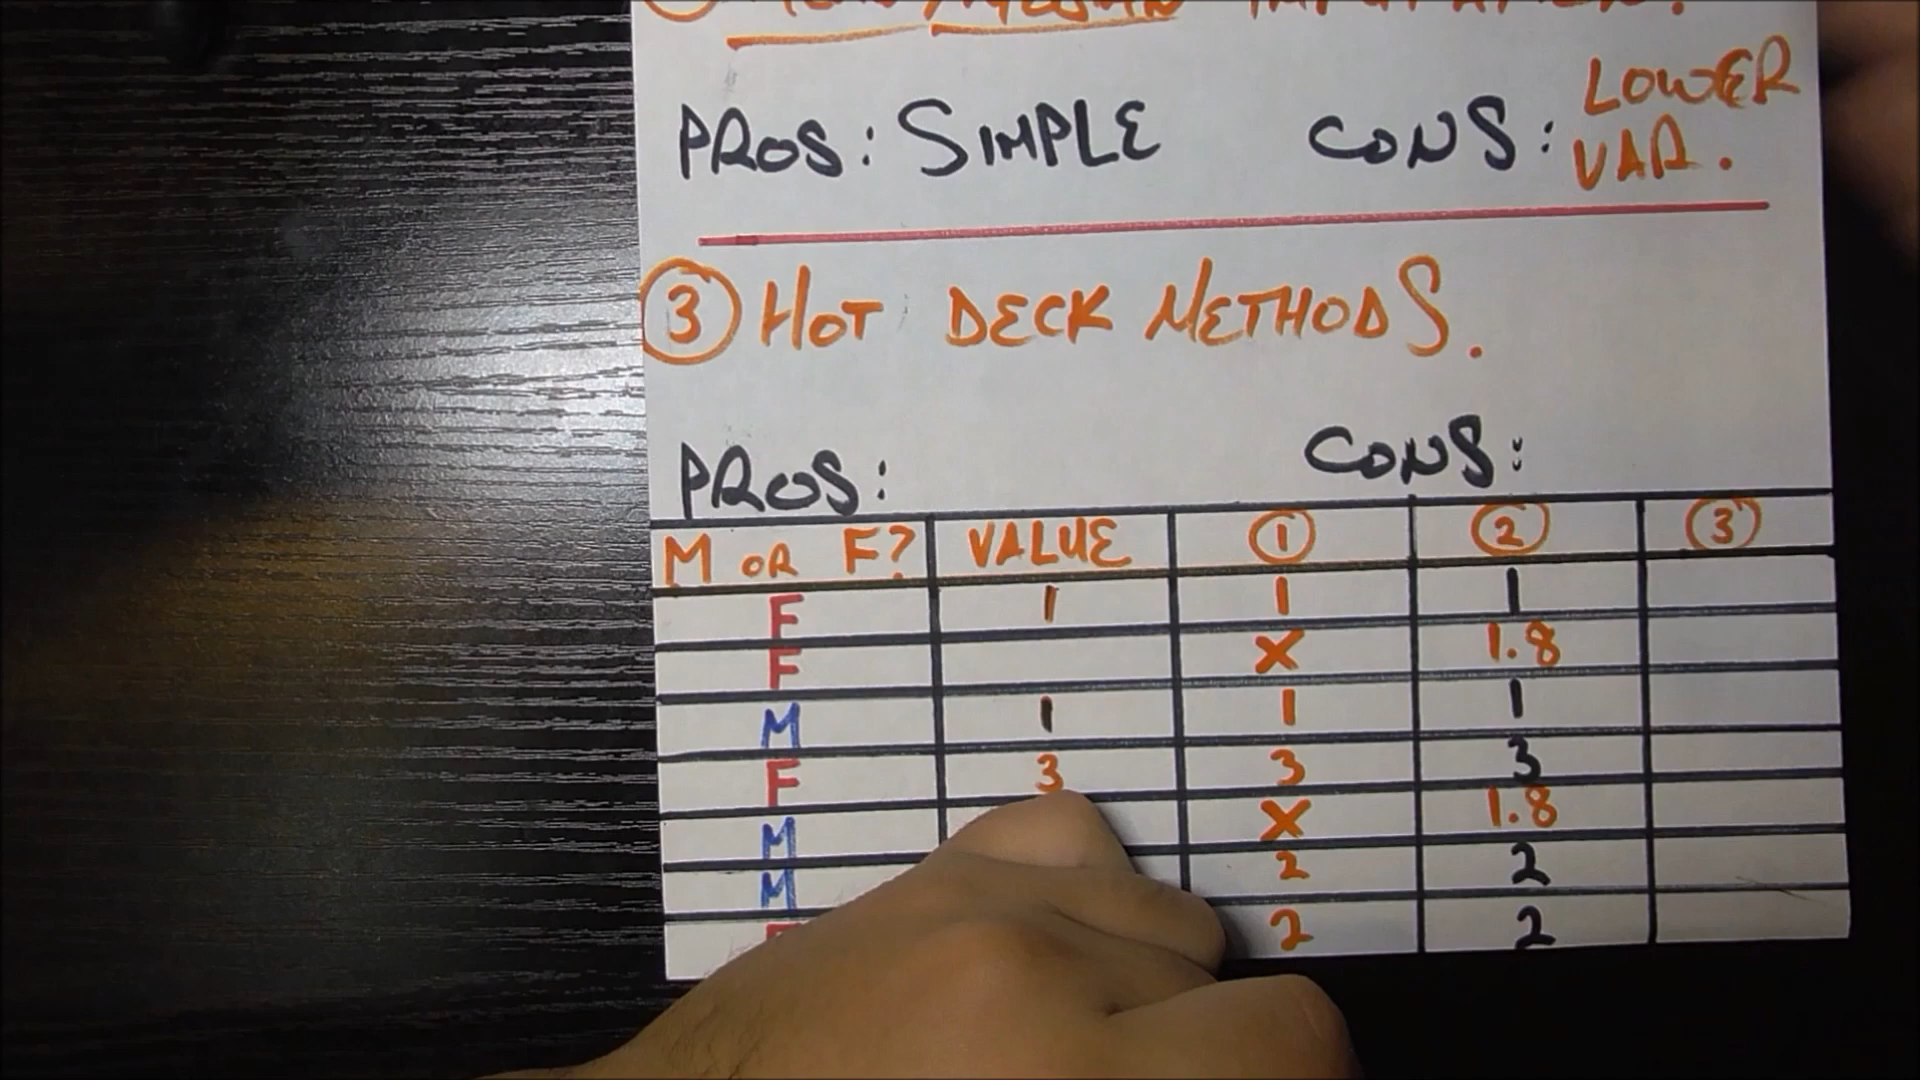 PROS: SIMPLE CONS: LOWER VAR.
3 HOT DECK METHODS.
PROS: CONS:
M OR F? VALUE 1 2 3
F 1 1 1
F X 1.8
M 1 1 1
F 3 3 3
M X 1.8
M 2 2
2 2